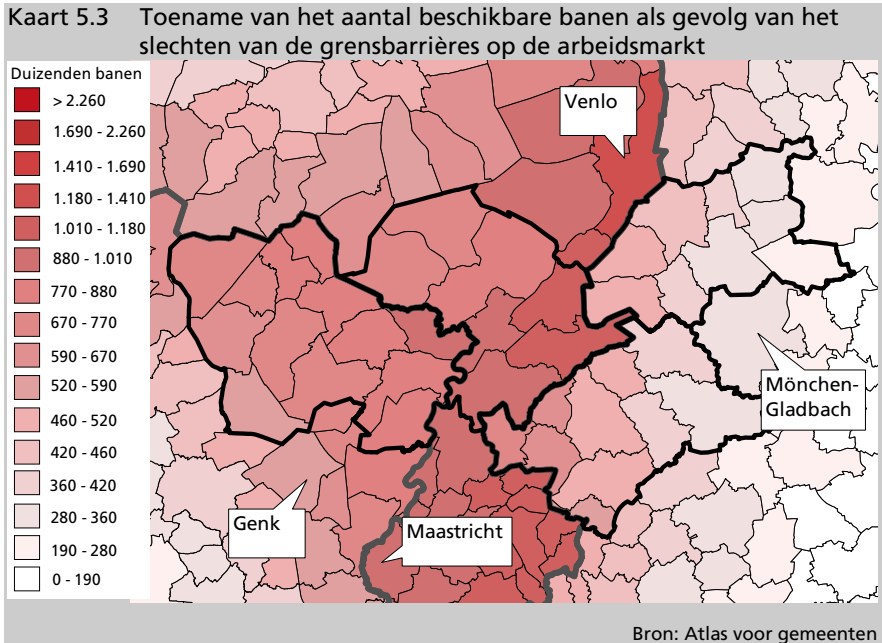 Kaart 5.3 Toename van het aantal beschikbare banen als gevolg van het
slechten van de grensbarrières op de arbeidsmarkt
Duizenden banen
> 2.260
1.690 - 2.260
1.410 - 1.690
1.180 - 1.410
1.010 - 1.180
880 - 1.010
770 - 880
670 - 770
590 - 670
520 - 590
460 - 520
420 - 460
360 - 420
280 - 360
190 - 280
0 - 190
Venlo
Mönchen-
Gladbach
Genk
Maastricht
Bron: Atlas voor gemeenten